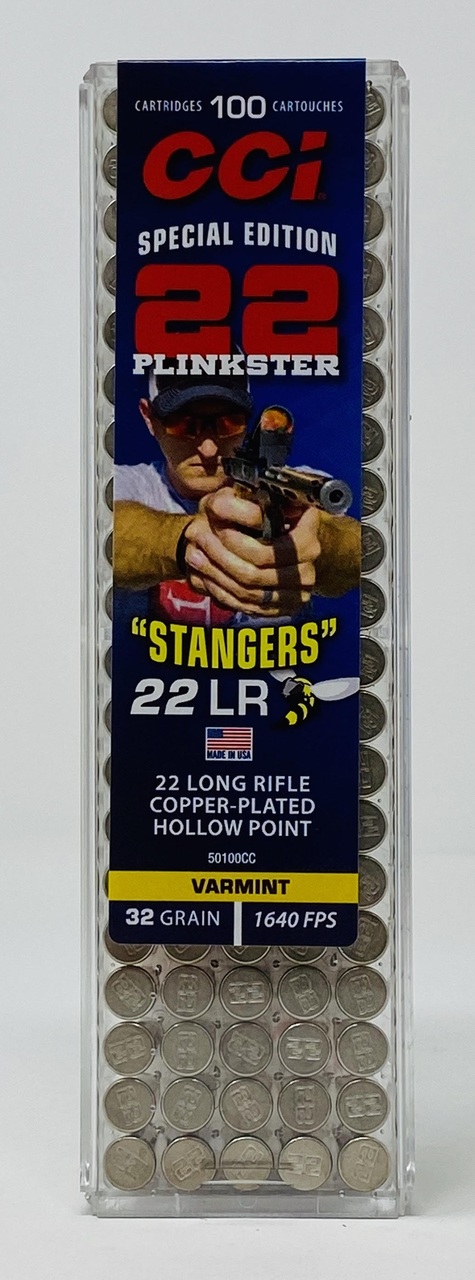 CARTRIDGES 100 CARTOUCHES
CCI
SPECIAL EDITION
22
PLINKSTER
"STANGERS"
22 LR
MADE IN USA
22 LONG RIFLE
COPPER-PLATED
HOLLOW POINT
50100CC
VARMINT
32 GRAIN | 1640 FPS